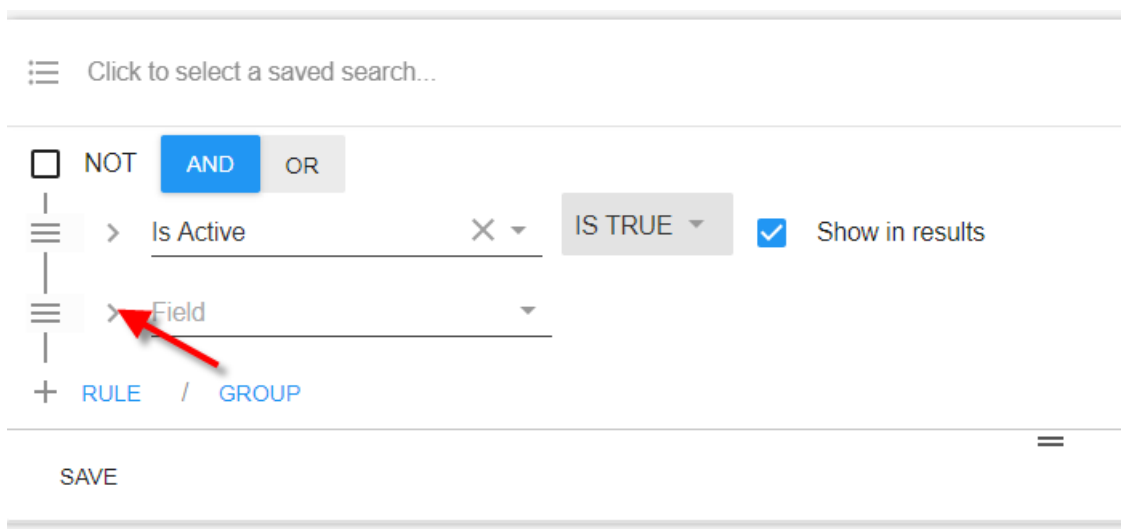 Click to select a saved search...
NOT AND OR
Is Active IS TRUE Show in results
Field
RULE / GROUP
SAVE